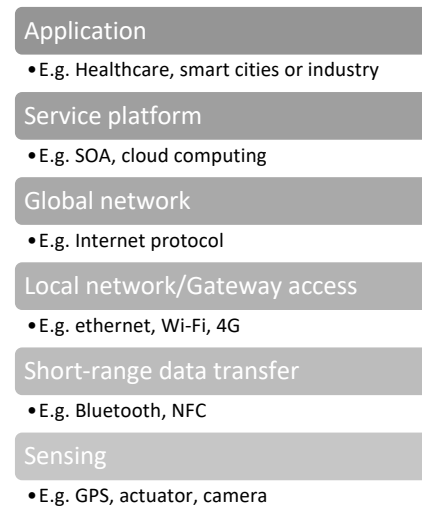 Application
•E.g. Healthcare, smart cities or industry
Service platform
•E.g. SOA, cloud computing
Global network
•E.g. Internet protocol
Local network/Gateway access
•E.g. ethernet, Wi-Fi, 4G
Short-range data transfer
•E.g. Bluetooth, NFC
Sensing
•E.g. GPS, actuator, camera